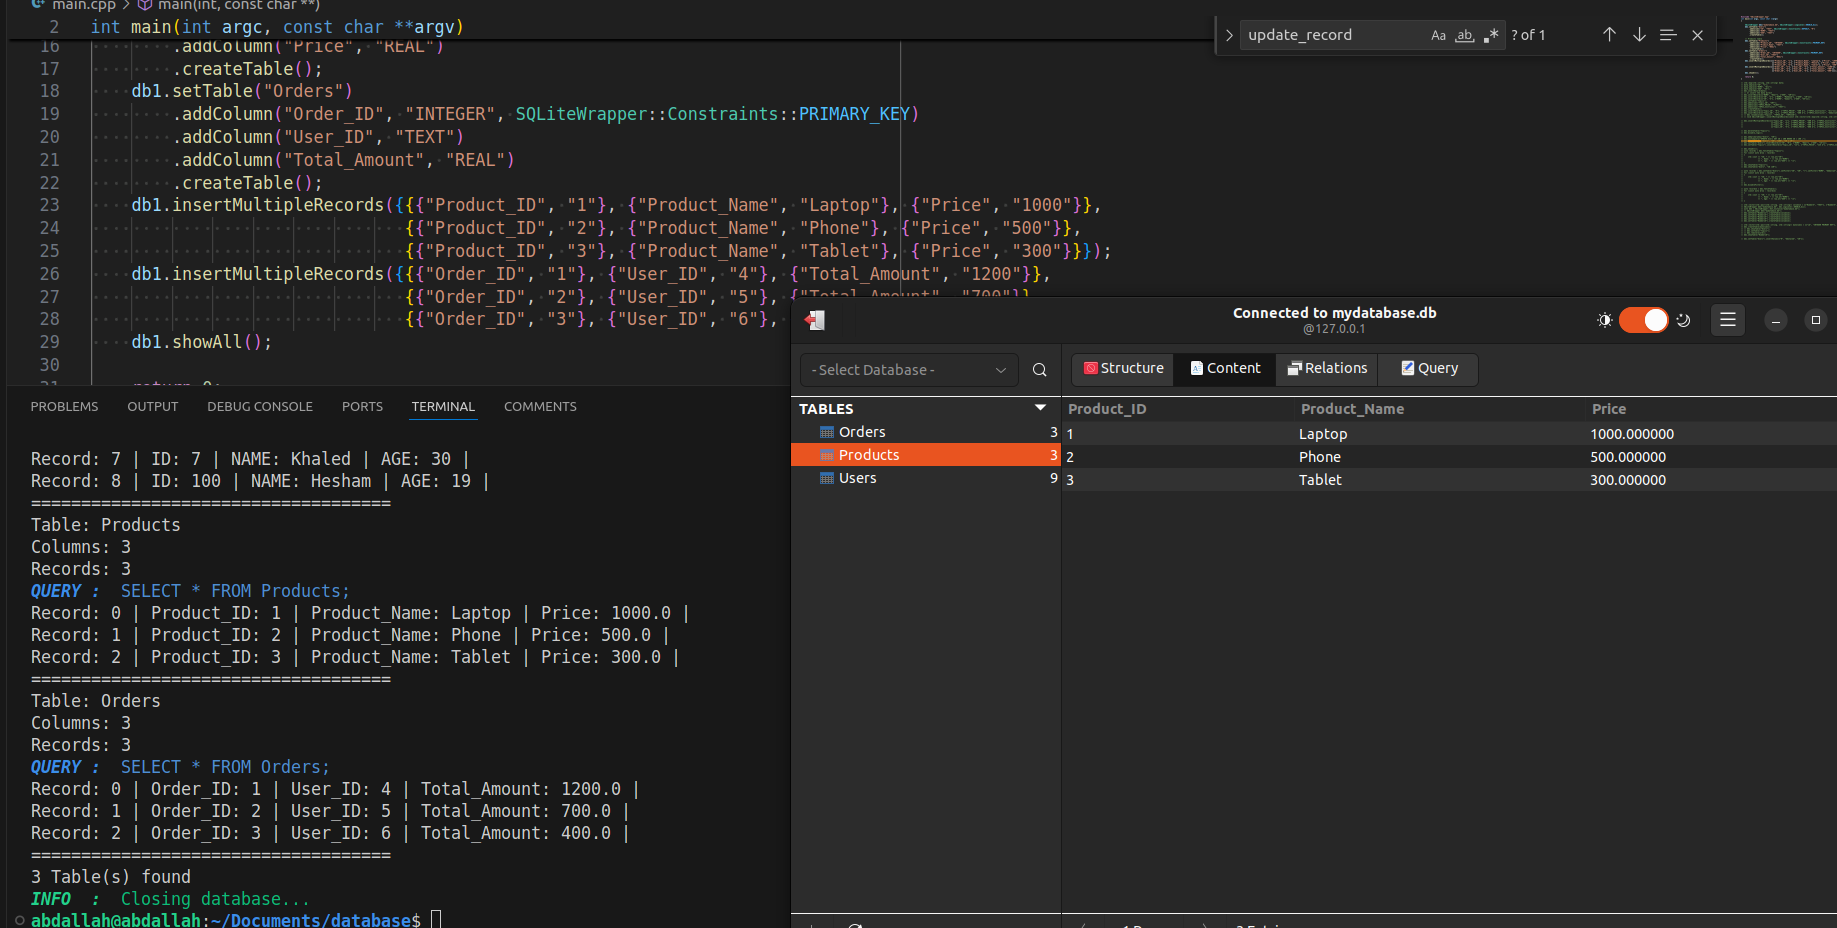 main.cpp > main(int, const char **)
2 int main(int argc, const char **argv)
16 .addColumn("Price", "REAL")
17 .createTable();
18 db1.setTable("Orders")
19 .addColumn("Order_ID", "INTEGER", SQLiteWrapper::Constraints::PRIMARY_KEY)
20 .addColumn("User_ID", "TEXT")
21 .addColumn("Total_Amount", "REAL")
22 .createTable();
23 db1.insertMultipleRecords({{{"Product_ID", "1"}, {"Product_Name", "Laptop"}, {"Price", "1000"}},
24 {{"Product_ID", "2"}, {"Product_Name", "Phone"}, {"Price", "500"}},
25 {{"Product_ID", "3"}, {"Product_Name", "Tablet"}, {"Price", "300"}}});
26 db1.insertMultipleRecords({{{"Order_ID", "1"}, {"User_ID", "4"}, {"Total_Amount", "1200"}},
27 {{"Order_ID", "2"}, {"User_ID", "5"}, {"Total_Amount", "700"}}
28 {{"Order_ID", "3"}, {"User_ID", "6"},
29 db1.showAll();
30
31 return 0;
update_record Aa ab .* ? of 1
PROBLEMS OUTPUT DEBUG CONSOLE PORTS TERMINAL COMMENTS
Record: 7 | ID: 7 | NAME: Khaled | AGE: 30 |
Record: 8 | ID: 100 | NAME: Hesham | AGE: 19 |
====================================
Table: Products
Columns: 3
Records: 3
QUERY : SELECT * FROM Products;
Record: 0 | Product_ID: 1 | Product_Name: Laptop | Price: 1000.0 |
Record: 1 | Product_ID: 2 | Product_Name: Phone | Price: 500.0 |
Record: 2 | Product_ID: 3 | Product_Name: Tablet | Price: 300.0 |
====================================
Table: Orders
Columns: 3
Records: 3
QUERY : SELECT * FROM Orders;
Record: 0 | Order_ID: 1 | User_ID: 4 | Total_Amount: 1200.0 |
Record: 1 | Order_ID: 2 | User_ID: 5 | Total_Amount: 700.0 |
Record: 2 | Order_ID: 3 | User_ID: 6 | Total_Amount: 400.0 |
====================================
3 Table(s) found
INFO : Closing database...
abdallah@abdallah:~/Documents/database$
Connected to mydatabase.db
@127.0.0.1
- Select Database -
Structure Content Relations Query
TABLES
Orders 3
Products 3
Users 9
Product_ID Product_Name Price
1 Laptop 1000.000000
2 Phone 500.000000
3 Tablet 300.000000